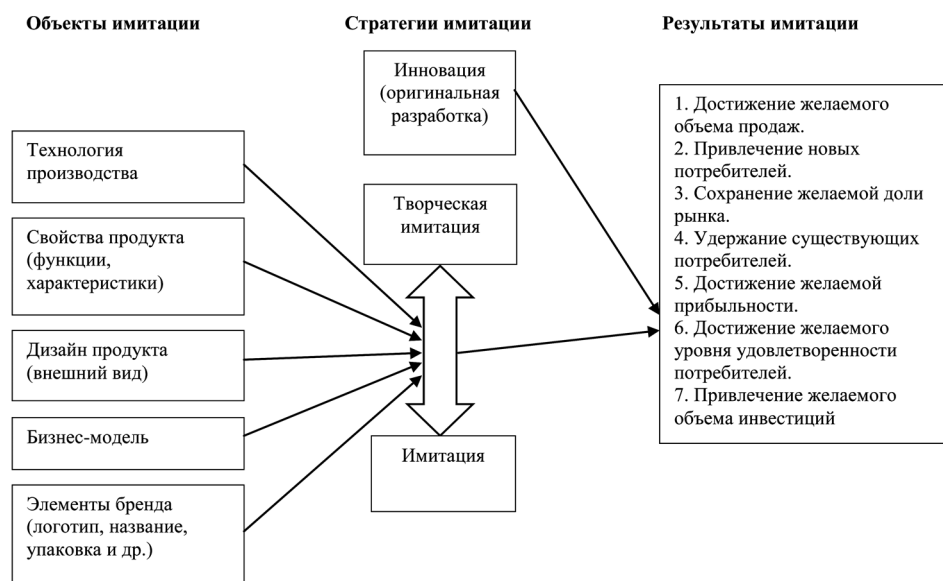 Объекты имитации
Стратегии имитации
Результаты имитации
Технология
производства
Свойства продукта
(функции,
характеристики)
Дизайн продукта
(внешний вид)
Бизнес-модель
Элементы бренда
(логотип, название,
упаковка и др.)
Инновация
(оригинальная
разработка)
Творческая
имитация
Имитация
1. Достижение желаемого
объема продаж.
2. Привлечение новых
потребителей.
3. Сохранение желаемой доли
рынка.
4. Удержание существующих
потребителей.
5. Достижение желаемой
прибыльности.
6. Достижение желаемого
уровня удовлетворенности
потребителей.
7. Привлечение желаемого
объема инвестиций